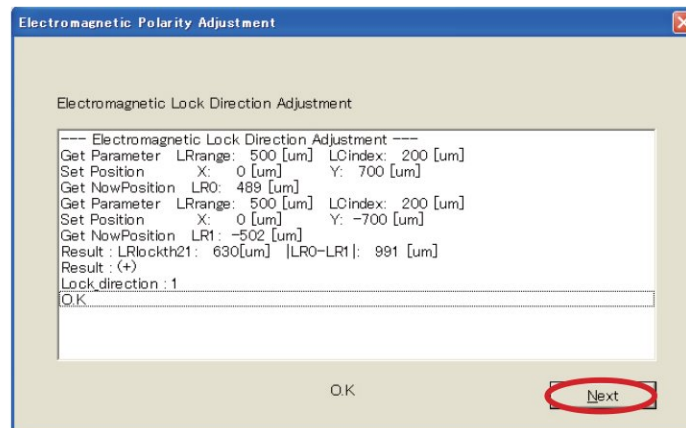 Electromagnetic Polarity Adjustment
Electromagnetic Lock Direction Adjustment
--- Electromagnetic Lock Direction Adjustment ---
Get Parameter LRrange: 500 [um] LCindex: 200 [um]
Set Position X: 0 [um] Y: 700 [um]
Get NowPosition LR0: 489 [um]
Get Parameter LRrange: 500 [um] LCindex: 200 [um]
Set Position X: 0 [um] Y: -700 [um]
Get NowPosition LR1: -502 [um]
Result : LRlockth21: 630[um] |LR0-LR1|: 991 [um]
Result : (+)
Lock_direction : 1
O.K
O.K
Next